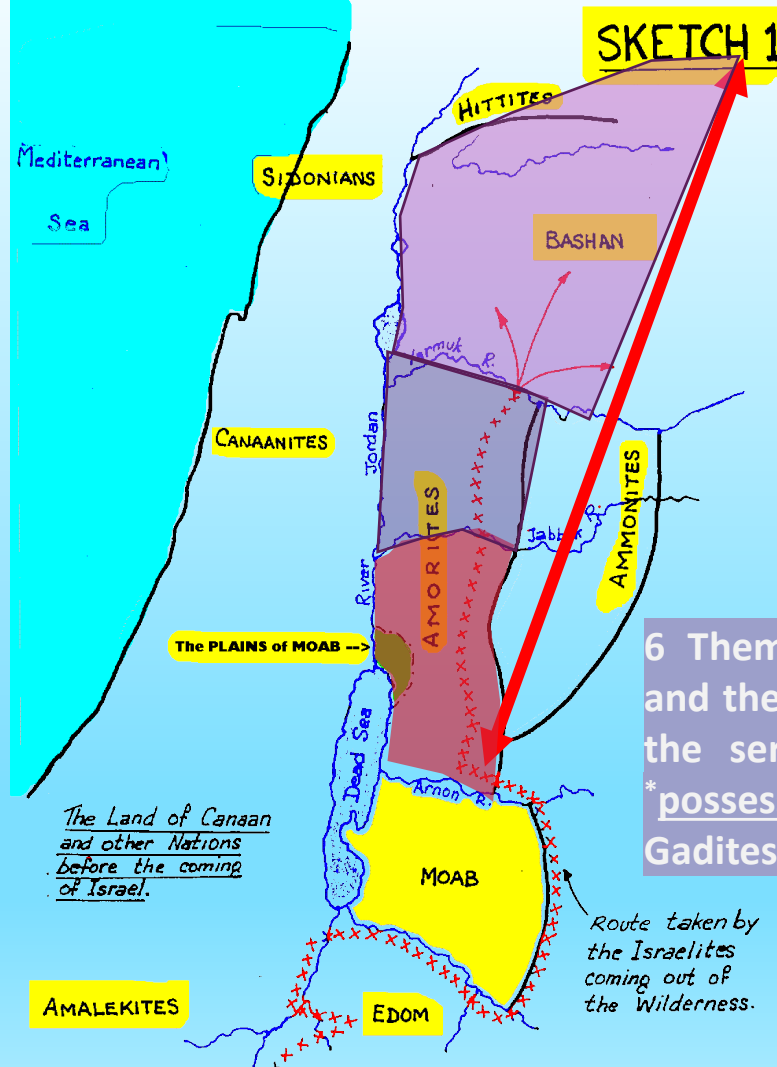 SKETCH 1
HITTITES
Mediterranean
Sea
SIDONIANS
BASHAN
Yarmuk R.
CANAANITES
Jordan
River
AMORITES
AMMONITES
Jabbok R.
The PLAINS of MOAB -->
6 Them
and the
the ser
*posses
Gadites
Dead Sea
Arnon R.
MOAB
The Land of Canaan
and other Nations
before the coming
of Israel.
Route taken by
the Israelites
coming out of
the Wilderness.
AMALEKITES
EDOM